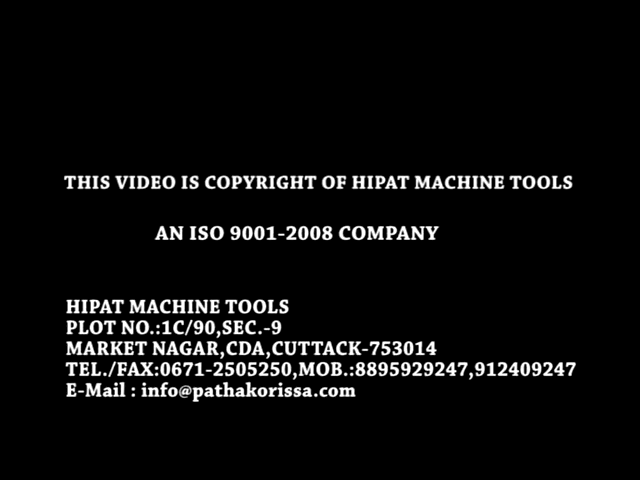 THIS VIDEO IS COPYRIGHT OF HIPAT MACHINE TOOLS
AN ISO 9001-2008 COMPANY
HIPAT MACHINE TOOLS
PLOT NO.:1C/90,SEC.-9
MARKET NAGAR,CDA,CUTTACK-753014
TEL./FAX:0671-2505250,MOB.:8895929247,912409247
E-Mail : info@pathakorissa.com